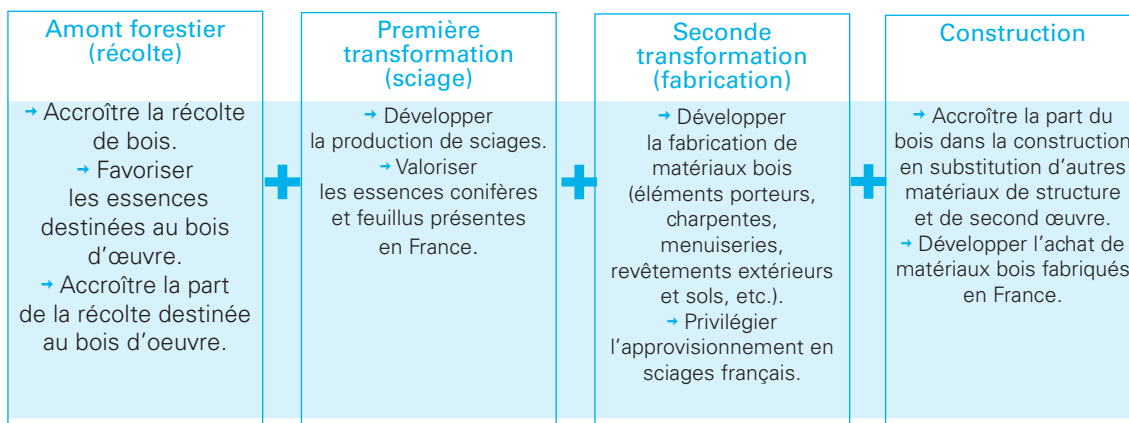 Amont forestier
(récolte)
→ Accroître la récolte
de bois.
→ Favoriser
les essences
destinées au bois
d’œuvre.
→ Accroître la part
de la récolte destinée
au bois d’oeuvre.
+
Première
transformation
(sciage)
→ Développer
la production de sciages.
→ Valoriser
les essences conifères
et feuillus présentes
en France.
+
Seconde
transformation
(fabrication)
→ Développer
la fabrication de
matériaux bois
(éléments porteurs,
charpentes,
menuiseries,
revêtements extérieurs
et sols, etc.).
→ Privilégier
l’approvisionnement en
sciages français.
+
Construction
→ Accroître la part du
bois dans la construction
en substitution d’autres
matériaux de structure
et de second œuvre.
→ Développer l’achat de
matériaux bois fabriqués
en France.